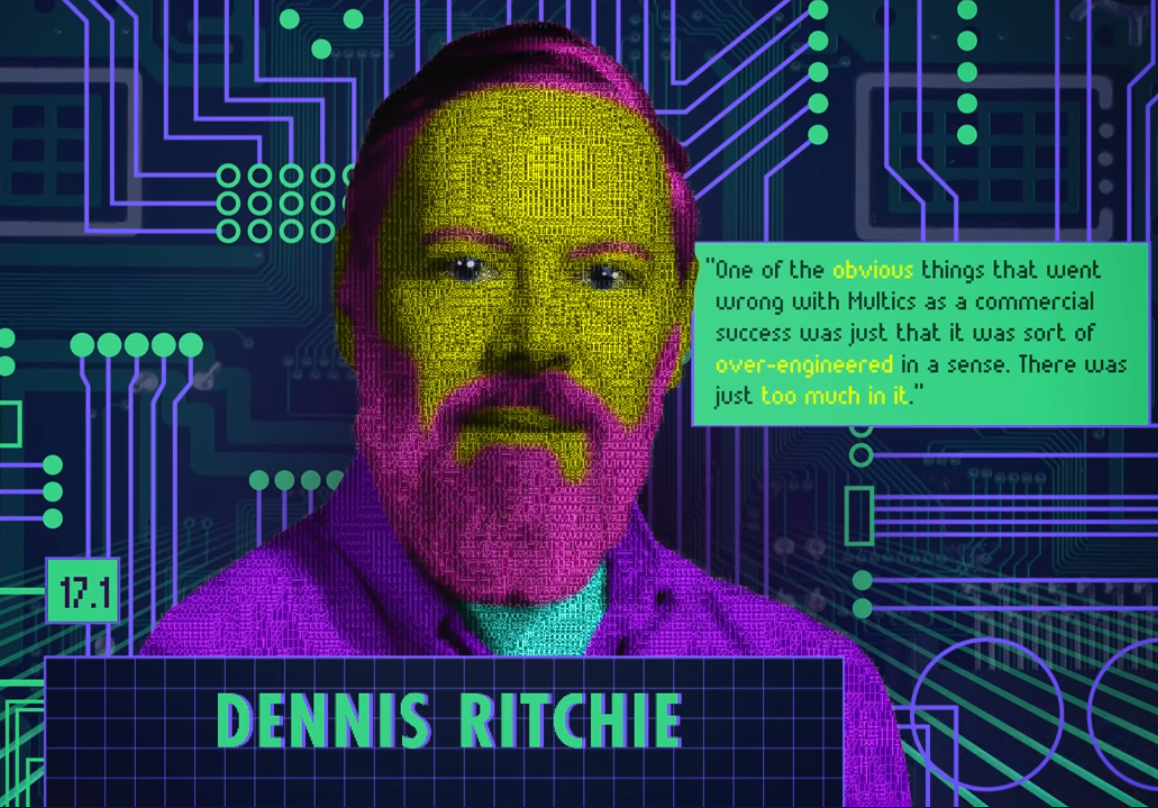 "One of the obvious things that went
wrong with Multics as a commercial
success was just that it was sort of
over-engineered in a sense. There was
just too much in it."
17.1
DENNIS RITCHIE